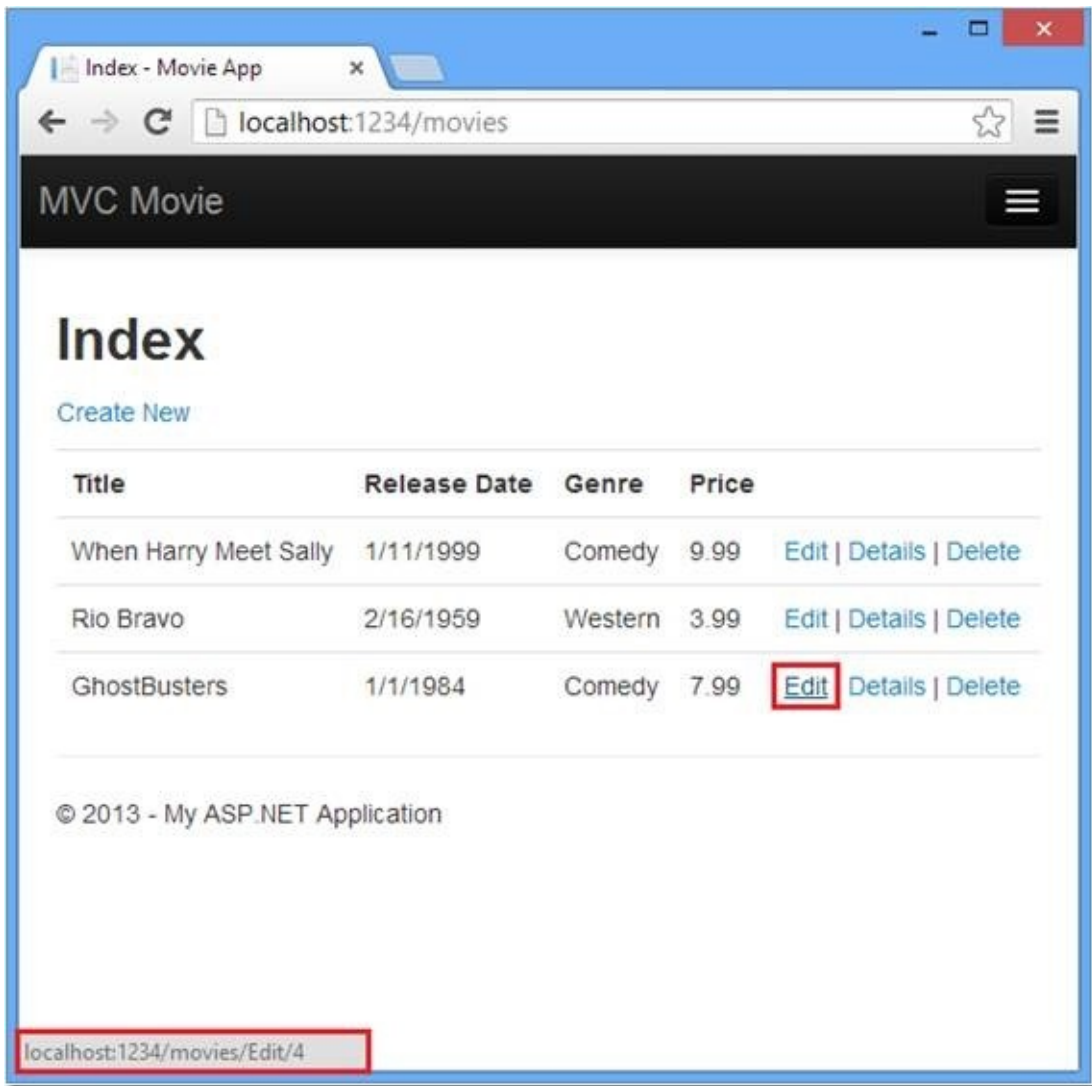 Index - Movie App
localhost:1234/movies
MVC Movie
Index
Create New
Title Release Date Genre Price
When Harry Meet Sally 1/11/1999 Comedy 9.99 Edit | Details | Delete
Rio Bravo 2/16/1959 Western 3.99 Edit | Details | Delete
GhostBusters 1/1/1984 Comedy 7.99 Edit Details | Delete
© 2013 - My ASP.NET Application
localhost:1234/movies/Edit/4